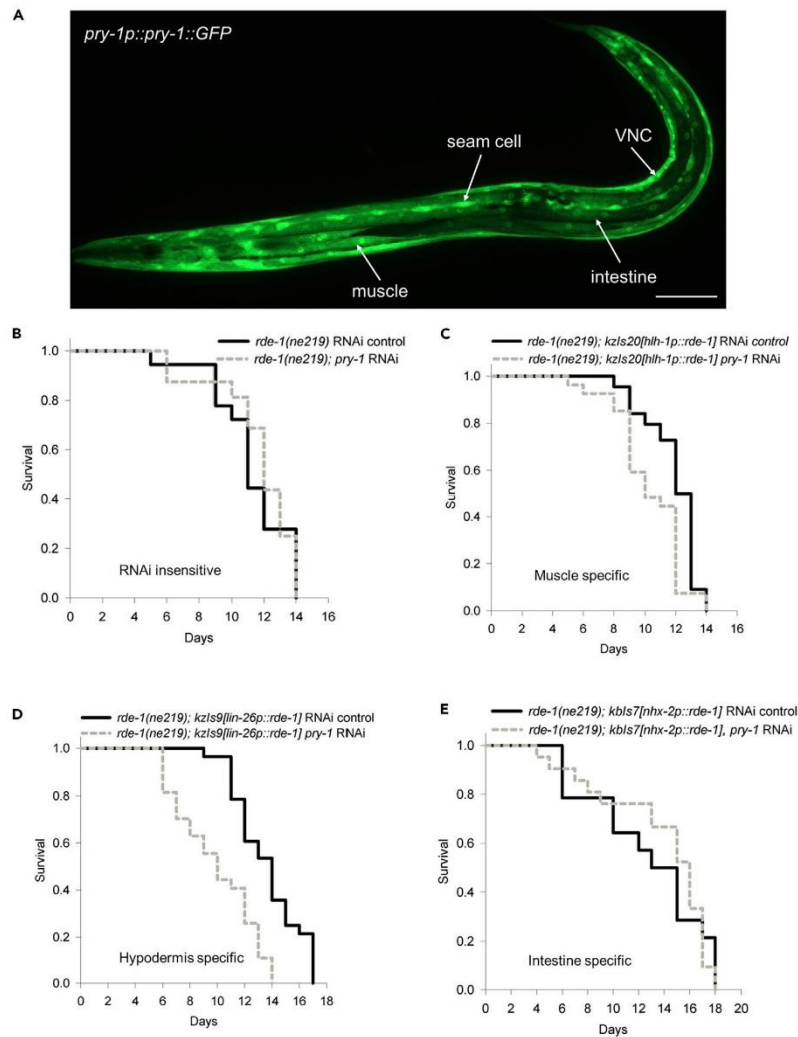 A
pry-1p::pry-1::GFP
VNC
seam cell
intestine
muscle
B
rde-1(ne219) RNAi control
rde-1(ne219); pry-1 RNAi
1.0
0.8
0.6
0.4
0.2
0.0
Survival
RNAi insensitive
0 2 4 6 8 10 12 14 16
Days
C
rde-1(ne219); kzIs20[hlh-1p::rde-1] RNAi control
rde-1(ne219); kzIs20[hlh-1p::rde-1] pry-1 RNAi
1.0
0.8
0.6
0.4
0.2
0.0
Survival
Muscle specific
0 2 4 6 8 10 12 14 16
Days
D
rde-1(ne219); kzIs9[lin-26p::rde-1] RNAi control
rde-1(ne219); kzIs9[lin-26p::rde-1] pry-1 RNAi
1.0
0.8
0.6
0.4
0.2
0.0
Survival
Hypodermis specific
0 2 4 6 8 10 12 14 16 18
Days
E
rde-1(ne219); kbIs7[nhx-2p::rde-1] RNAi control
rde-1(ne219); kbIs7[nhx-2p::rde-1], pry-1 RNAi
1.0
0.8
0.6
0.4
0.2
0.0
Survival
Intestine specific
0 2 4 6 8 10 12 14 16 18 20
Days